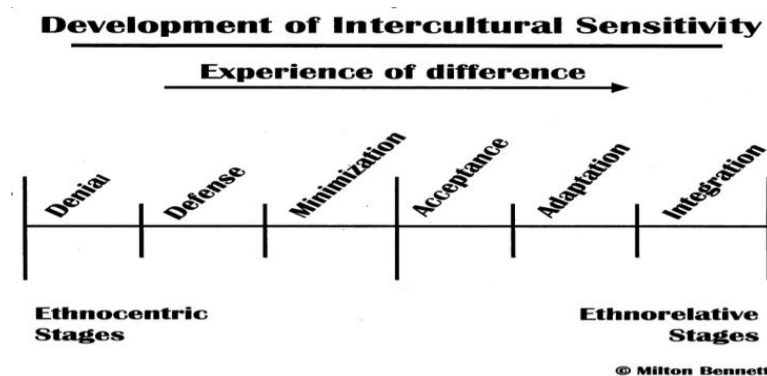 Development of Intercultural Sensitivity
Experience of difference
Denial
Defense
Minimization
Acceptance
Adaptation
Integration
Ethnocentric
Stages
Ethnorelative
Stages
© Milton Bennett